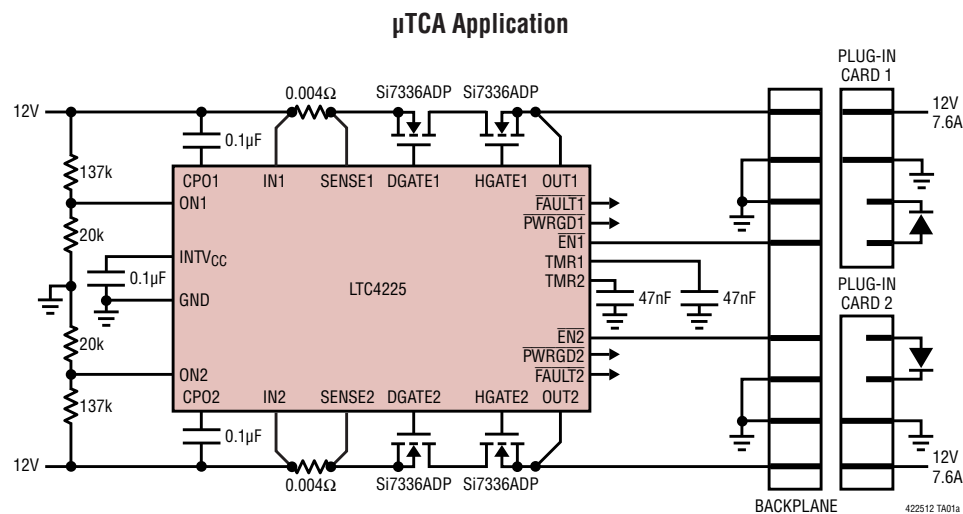 µTCA Application
PLUG-IN
CARD 1
0.004Ω
Si7336ADP Si7336ADP
12V
12V
7.6A
0.1µF
137k
CPO1 IN1 SENSE1 DGATE1 HGATE1 OUT1
ON1
FAULT1
PWRGD1
20k
EN1
INTVCC
TMR1
0.1µF
TMR2
GND
LTC4225
47nF 47nF
PLUG-IN
CARD 2
20k
EN2
PWRGD2
ON2
FAULT2
CPO2 IN2 SENSE2 DGATE2 HGATE2 OUT2
137k
0.1µF
12V
12V
7.6A
0.004Ω
Si7336ADP Si7336ADP
BACKPLANE
422512 TA01a